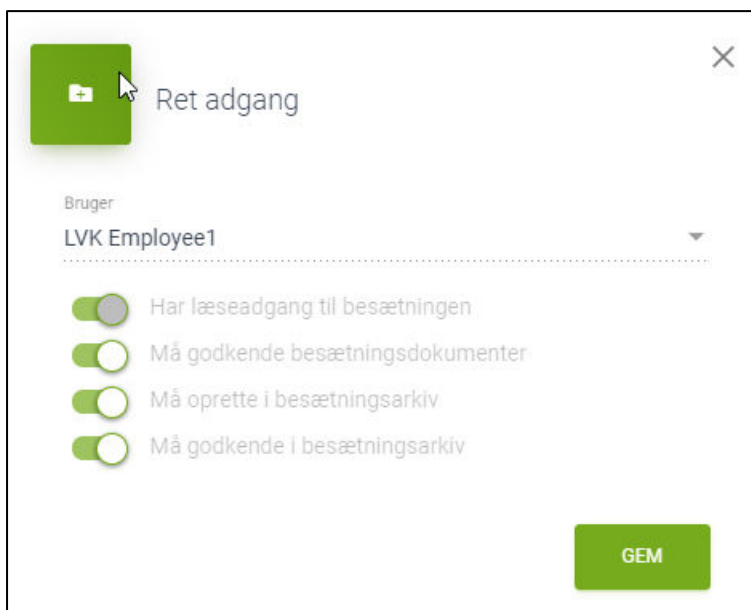 Ret adgang
Bruger
LVK Employee1
Har læseadgang til besætningen
Må godkende besætningsdokumenter
Må oprette i besætningsarkiv
Må godkende i besætningsarkiv
GEM